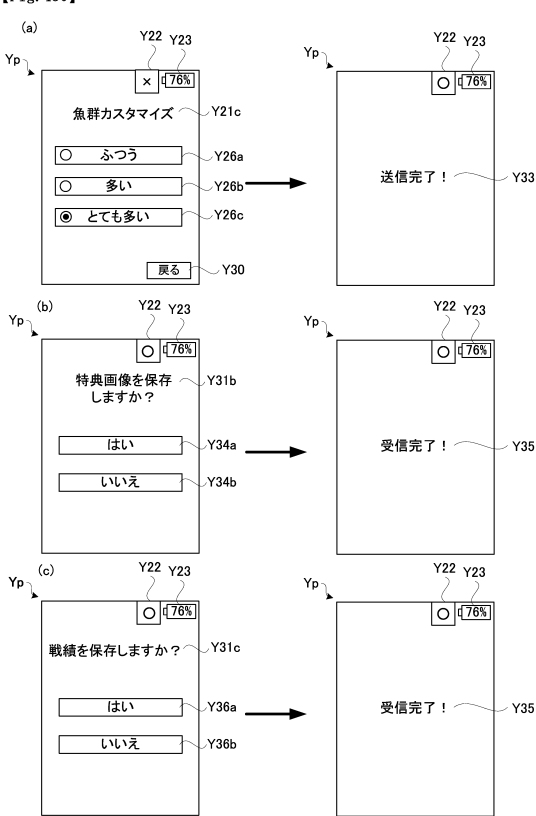 (a)
Yp
Y22
Y23
×
76%
魚群カスタマイズ
Y21c
ふつう
Y26a
多い
Y26b
とても多い
Y26c
戻る
Y30
Yp
Y22
Y23
76%
送信完了！
Y33
(b)
Yp
Y22
Y23
76%
特典画像を保存
しますか？
Y31b
はい
Y34a
いいえ
Y34b
Yp
Y22
Y23
76%
受信完了！
Y35
(c)
Yp
Y22
Y23
76%
戦績を保存しますか？
Y31c
はい
Y36a
いいえ
Y36b
Yp
Y22
Y23
76%
受信完了！
Y35